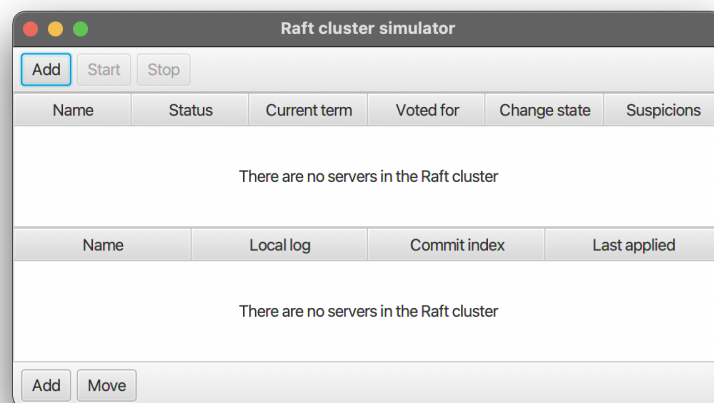 Raft cluster simulator
Add Start Stop
Name Status Current term Voted for Change state Suspicions
There are no servers in the Raft cluster
Name Local log Commit index Last applied
There are no servers in the Raft cluster
Add Move